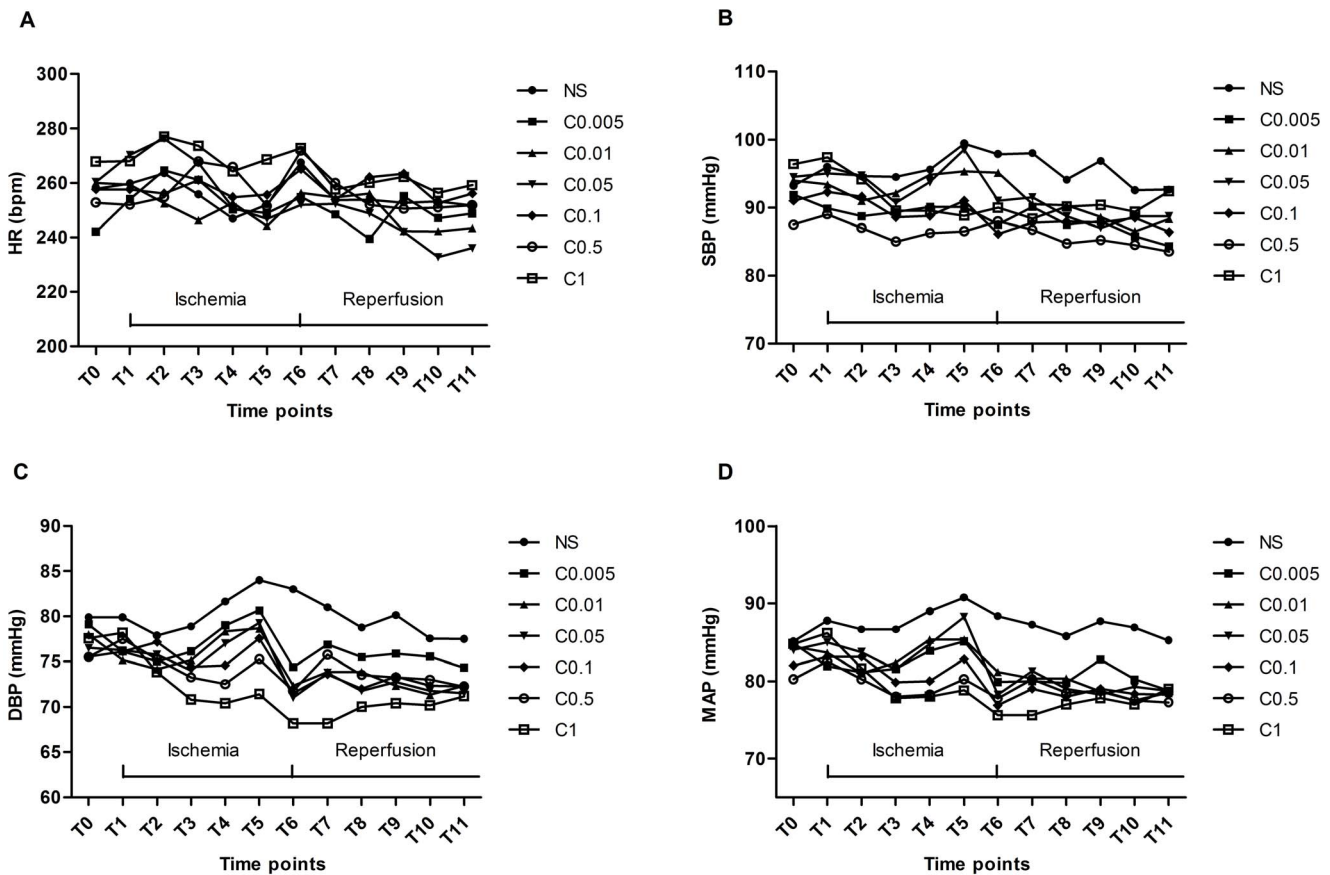 A
HR (bpm)
300
280
260
240
220
200
Ischemia
Reperfusion
T0 T1 T2 T3 T4 T5 T6 T7 T8 T9 T10 T11
Time points
NS
C0.005
C0.01
C0.05
C0.1
C0.5
C1
B
SBP (mmHg)
110
100
90
80
70
Ischemia
Reperfusion
T0 T1 T2 T3 T4 T5 T6 T7 T8 T9 T10 T11
Time points
NS
C0.005
C0.01
C0.05
C0.1
C0.5
C1
C
DBP (mmHg)
90
85
80
75
70
65
60
Ischemia
Reperfusion
T0 T1 T2 T3 T4 T5 T6 T7 T8 T9 T10 T11
Time points
NS
C0.005
C0.01
C0.05
C0.1
C0.5
C1
D
MAP (mmHg)
100
90
80
70
Ischemia
Reperfusion
T0 T1 T2 T3 T4 T5 T6 T7 T8 T9 T10 T11
Time points
NS
C0.005
C0.01
C0.05
C0.1
C0.5
C1